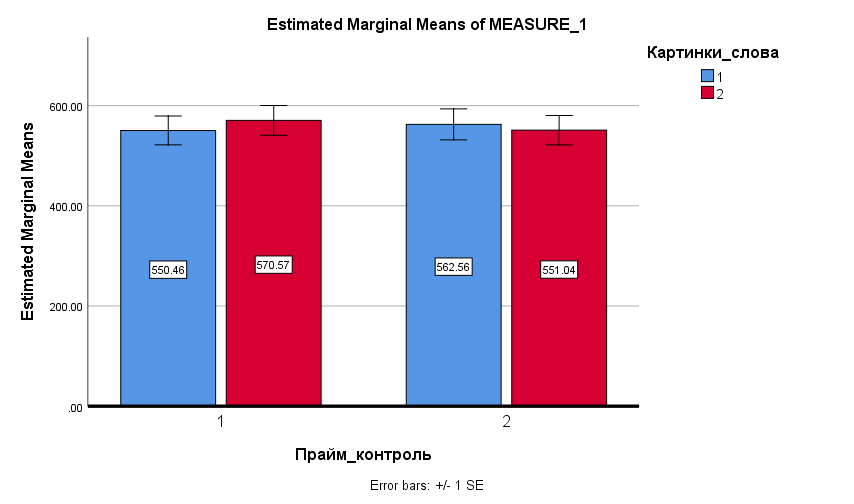 Estimated Marginal Means of MEASURE_1
Картинки_слова
1
2
Estimated Marginal Means
600.00
400.00
200.00
.00
550.46
570.57
562.56
551.04
1
2
Прайм_контроль
Error bars: +/- 1 SE